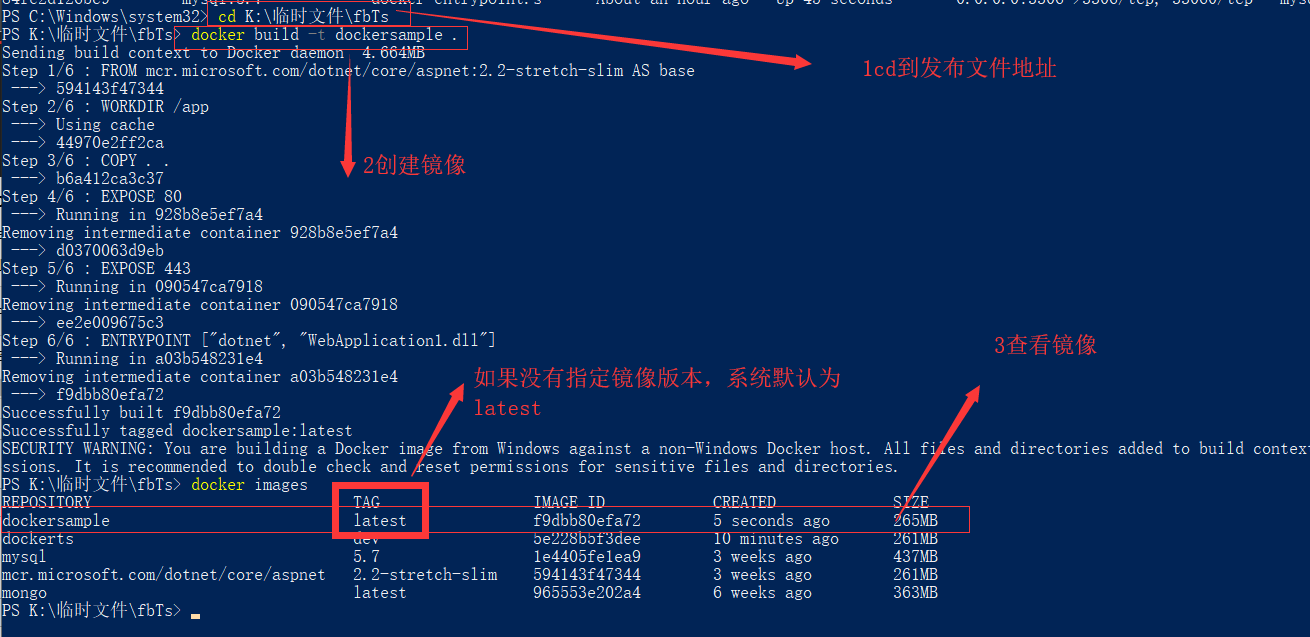 PS C:\Windows\system32> cd K:\临时文件\fbTs
PS K:\临时文件\fbTs> docker build -t dockersample .
Sending build context to Docker daemon  4.664MB
1cd到发布文件地址
Step 1/6 : FROM mcr.microsoft.com/dotnet/core/aspnet:2.2-stretch-slim AS base
 ---> 594143f47344
Step 2/6 : WORKDIR /app
 ---> Using cache
 ---> 44970e2ff2ca
Step 3/6 : COPY . .
2创建镜像
 ---> b6a412ca3c37
Step 4/6 : EXPOSE 80
 ---> Running in 928b8e5ef7a4
Removing intermediate container 928b8e5ef7a4
 ---> d0370063d9eb
Step 5/6 : EXPOSE 443
 ---> Running in 090547ca7918
Removing intermediate container 090547ca7918
 ---> ee2e009675c3
Step 6/6 : ENTRYPOINT ["dotnet", "WebApplication1.dll"]
3查看镜像
 ---> Running in a03b548231e4
Removing intermediate container a03b548231e4
如果没有指定镜像版本，系统默认为
latest
 ---> f9dbb80efa72
Successfully built f9dbb80efa72
Successfully tagged dockersample:latest
SECURITY WARNING: You are building a Docker image from Windows against a non-Windows Docker host. All files and directories added to build context
ssions. It is recommended to double check and reset permissions for sensitive files and directories.
PS K:\临时文件\fbTs> docker images
REPOSITORY TAG IMAGE ID CREATED SIZE
dockersample latest f9dbb80efa72 5 seconds ago 265MB
dockerts dev 5e228b5f3dee 10 minutes ago 261MB
mysql 5.7 1e4405fe1ea9 3 weeks ago 437MB
mcr.microsoft.com/dotnet/core/aspnet 2.2-stretch-slim 594143f47344 3 weeks ago 261MB
mongo latest 965553e202a4 6 weeks ago 363MB
PS K:\临时文件\fbTs>